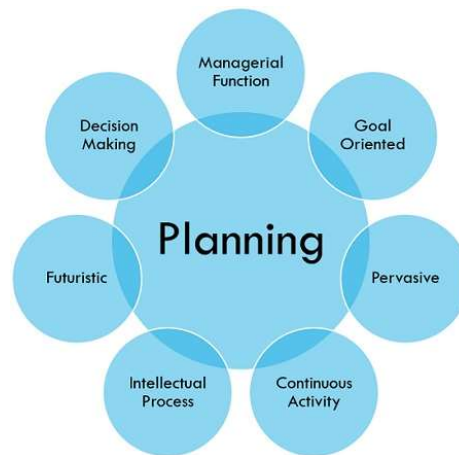 Managerial
Function
Decision
Making
Goal
Oriented
Planning
Futuristic
Pervasive
Intellectual
Process
Continuous
Activity